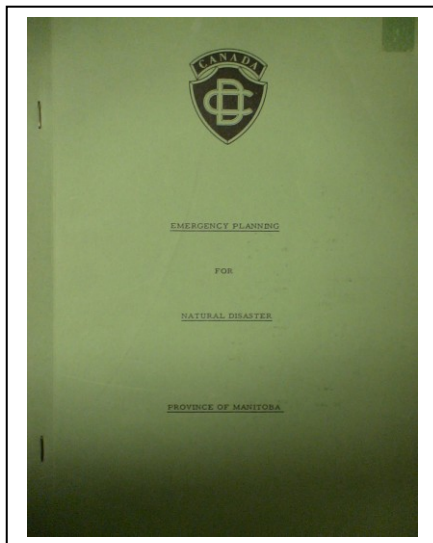 CANADA
CD
EMERGENCY PLANNING
FOR
NATURAL DISASTER
PROVINCE OF MANITOBA